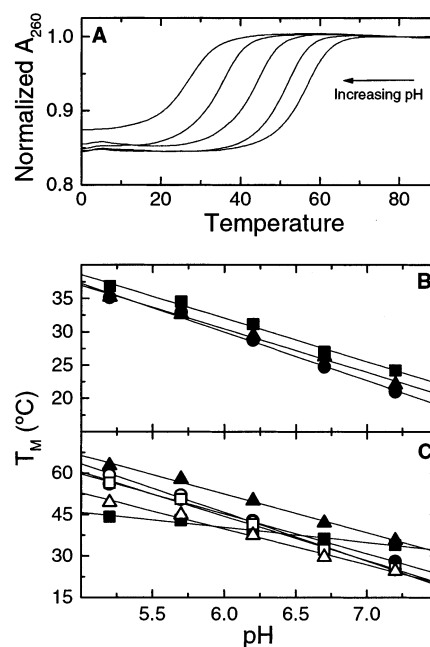 A
Normalized A260
1.0
0.9
0.8
Increasing pH
0 20 40 60 80
Temperature
B
35
30
25
20
C
TM (ºC)
60
45
30
15
5.5 6.0 6.5 7.0
pH